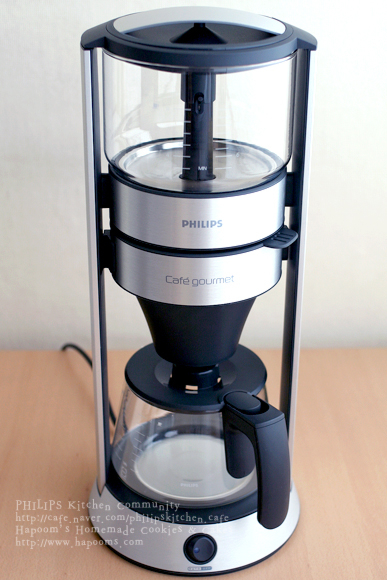 MIN
PHILIPS
Café gourmet
PHILIPS Kitchen Community
http://cafe.naver.com/philipskitchen.cafe
Hapoom's Homemade Cookies &
http://www.hapooms.com